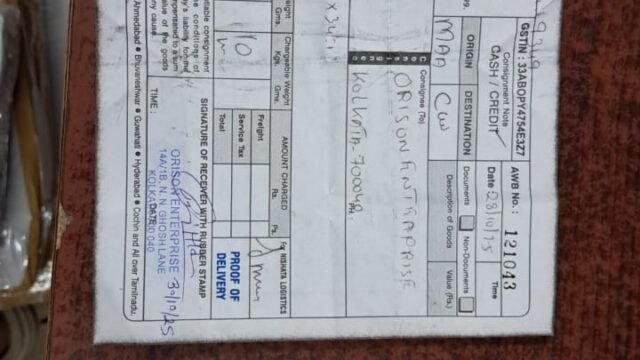 GSTIN : 33ABOPY4754E3Z7
Consignment Note
CASH / CREDIT
AWB No. : 121043
Date 28/10/25 Time
ORIGIN
DESTINATION
MAA
CCU
Documents
Non-Documents
Description of Goods
Value (Rs.)
Consignee (To)
ORISON ENTERPRISE
KOLKATA-700040
PH.
Chargeable Weight
Kgs. Gms.
Gms.
AMOUNT CHARGED
Rs. Ps.
Freight
Service Tax
Total
For NISHATV LOGISTICS
PROOF OF
DELIVERY
SIGNATURE OF RECEIVER WITH RUBBER STAMP
ORISON ENTERPRISE
14A/1B, N. N. GHOSH LANE
KOLKATA-700 040
30/10/25
TIME :
DATE
Ahmedabad ● Bhuvaneshwar ● Guwahati ● Hyderabad ● Cochin and All over Tamilnadu.